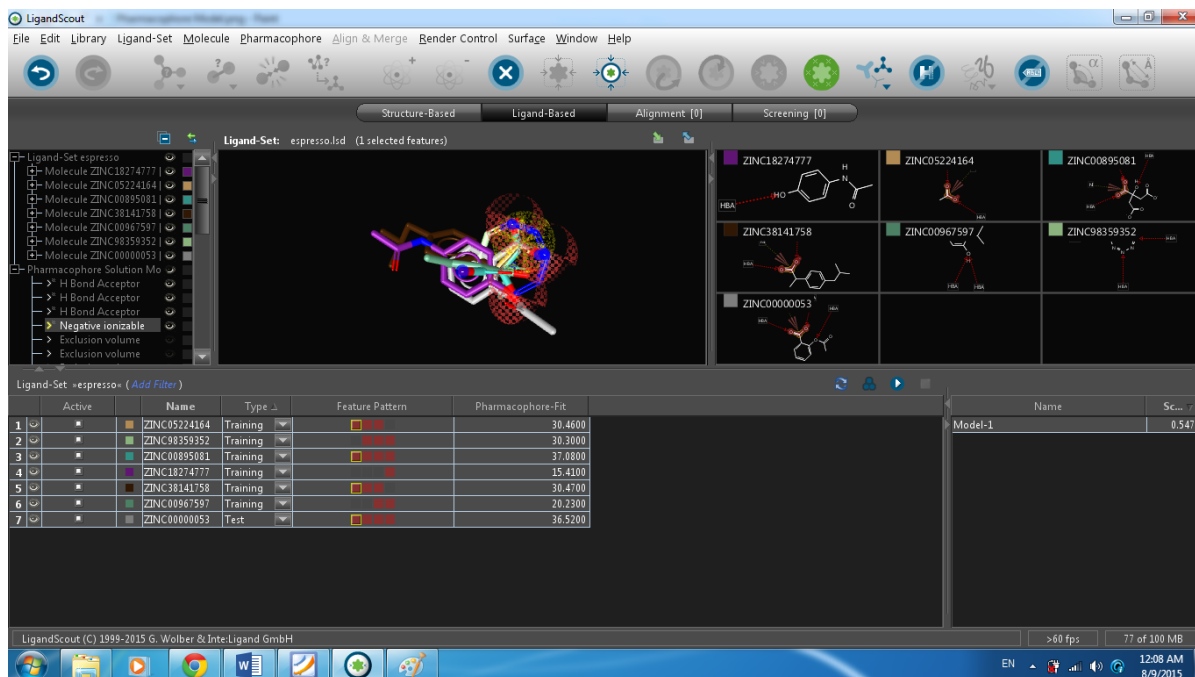 LigandScout
Pharmacophore Model.png - Paint
File Edit Library Ligand-Set Molecule Pharmacophore Align & Merge Render Control Surface Window Help
Structure-Based Ligand-Based Alignment [0] Screening [0]
Ligand-Set: espresso.lsd (1 selected features)
Ligand-Set espresso
Molecule ZINC18274777 |
Molecule ZINC05224164 |
Molecule ZINC00895081 |
Molecule ZINC38141758 |
Molecule ZINC00967597 |
Molecule ZINC98359352 |
Molecule ZINC00000053 |
Pharmacophore Solution Mo
H Bond Acceptor
H Bond Acceptor
H Bond Acceptor
Negative ionizable
Exclusion volume
Exclusion volume
ZINC18274777 ZINC05224164 ZINC00895081
HBA HO H N O HBA
ZINC38141758 ZINC00967597 ZINC98359352
HBA HBA HBA HBA
ZINC00000053
HBA HBA
Ligand-Set »espresso« (Add Filter)
Active Name Type Feature Pattern Pharmacophore-Fit Name Sc...
1 ZINC05224164 Training 30.4600 Model-1 0.547
2 ZINC98359352 Training 30.3000
3 ZINC00895081 Training 37.0800
4 ZINC18274777 Training 15.4100
5 ZINC38141758 Training 30.4700
6 ZINC00967597 Training 20.2300
7 ZINC00000053 Test 36.5200
LigandScout (C) 1999-2015 G. Wolber & Inte:Ligand GmbH >60 fps 77 of 100 MB
EN 12:08 AM
8/9/2015